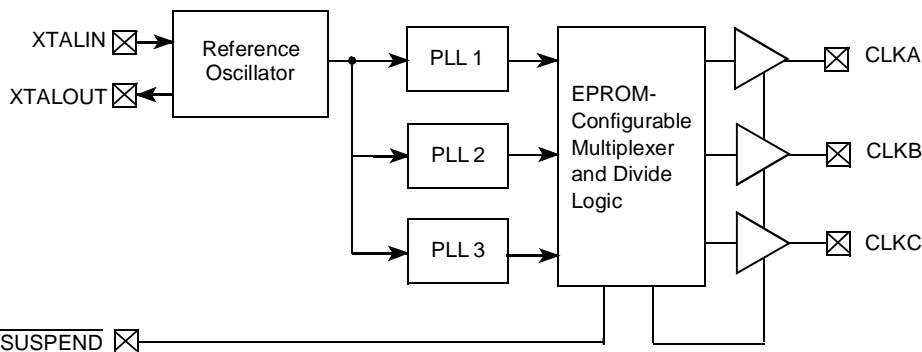 XTALIN
XTALOUT
Reference
Oscillator
PLL 1
PLL 2
PLL 3
EPROM-
Configurable
Multiplexer
and Divide
Logic
CLKA
CLKB
CLKC
SUSPEND